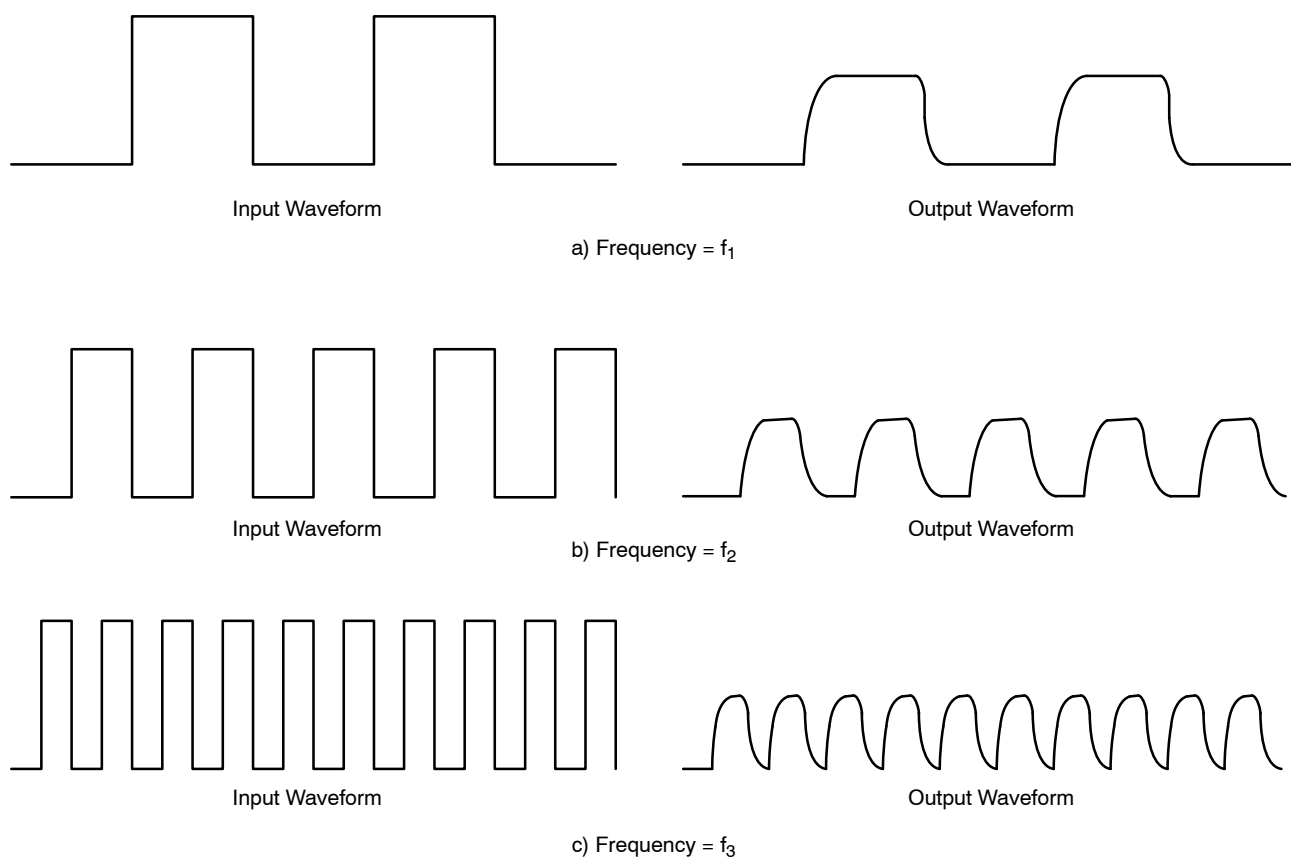 Input Waveform
Output Waveform
a) Frequency = f₁
Input Waveform
Output Waveform
b) Frequency = f₂
Input Waveform
Output Waveform
c) Frequency = f₃